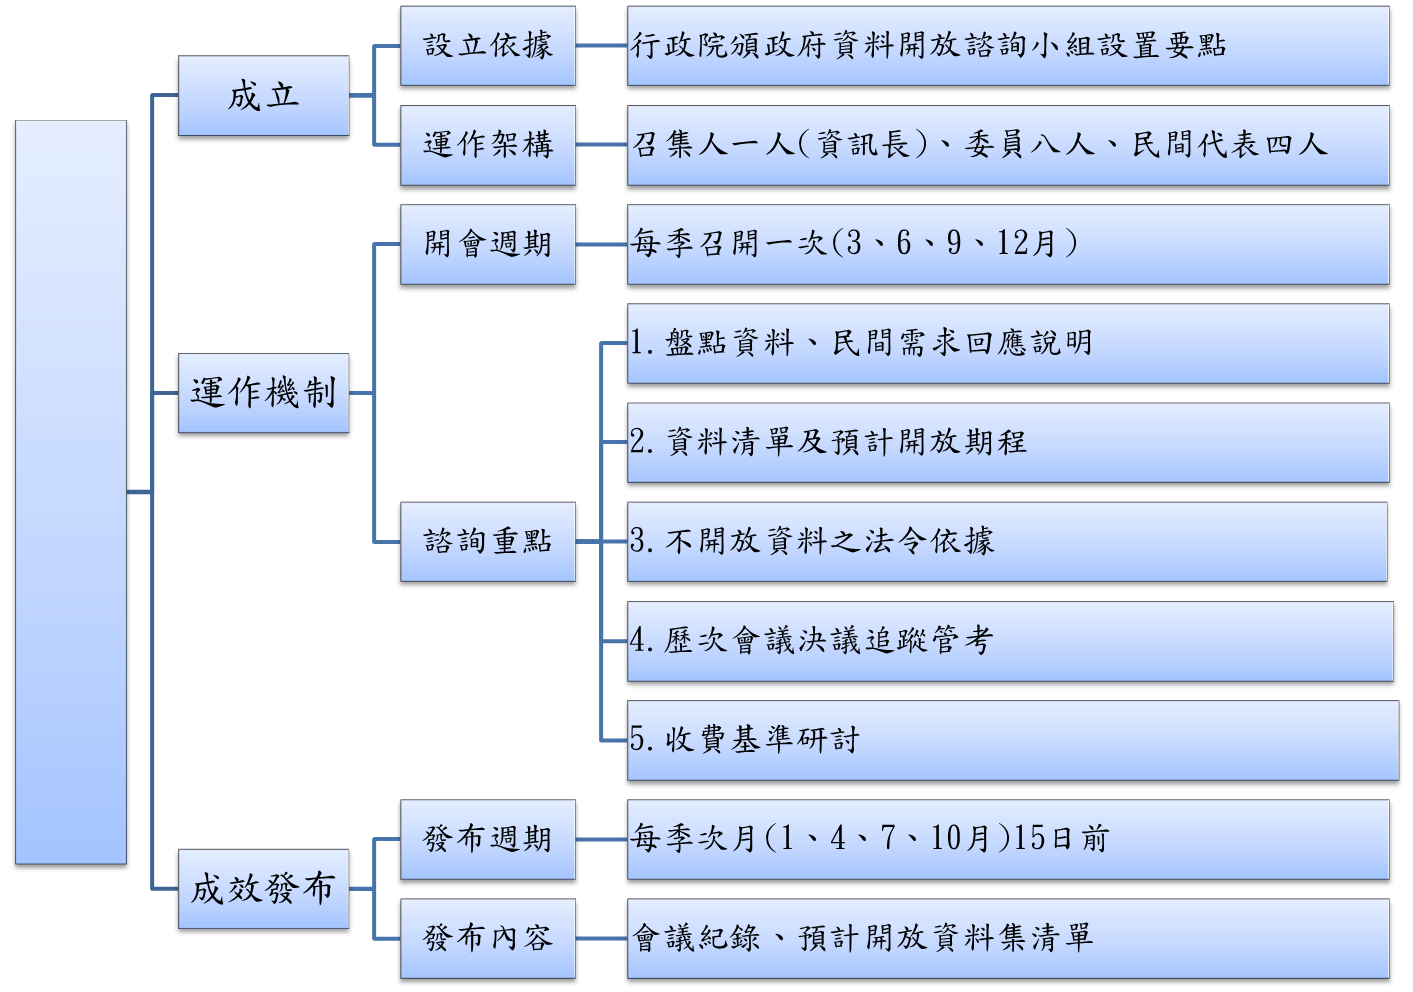 成立
設立依據
行政院頒政府資料開放諮詢小組設置要點
運作架構
召集人一人(資訊長)、委員八人、民間代表四人
運作機制
開會週期
每季召開一次(3、6、9、12月)
諮詢重點
1.盤點資料、民間需求回應說明
2.資料清單及預計開放期程
3.不開放資料之法令依據
4.歷次會議決議追蹤管考
5.收費基準研討
成效發布
發布週期
每季次月(1、4、7、10月)15日前
發布內容
會議紀錄、預計開放資料集清單